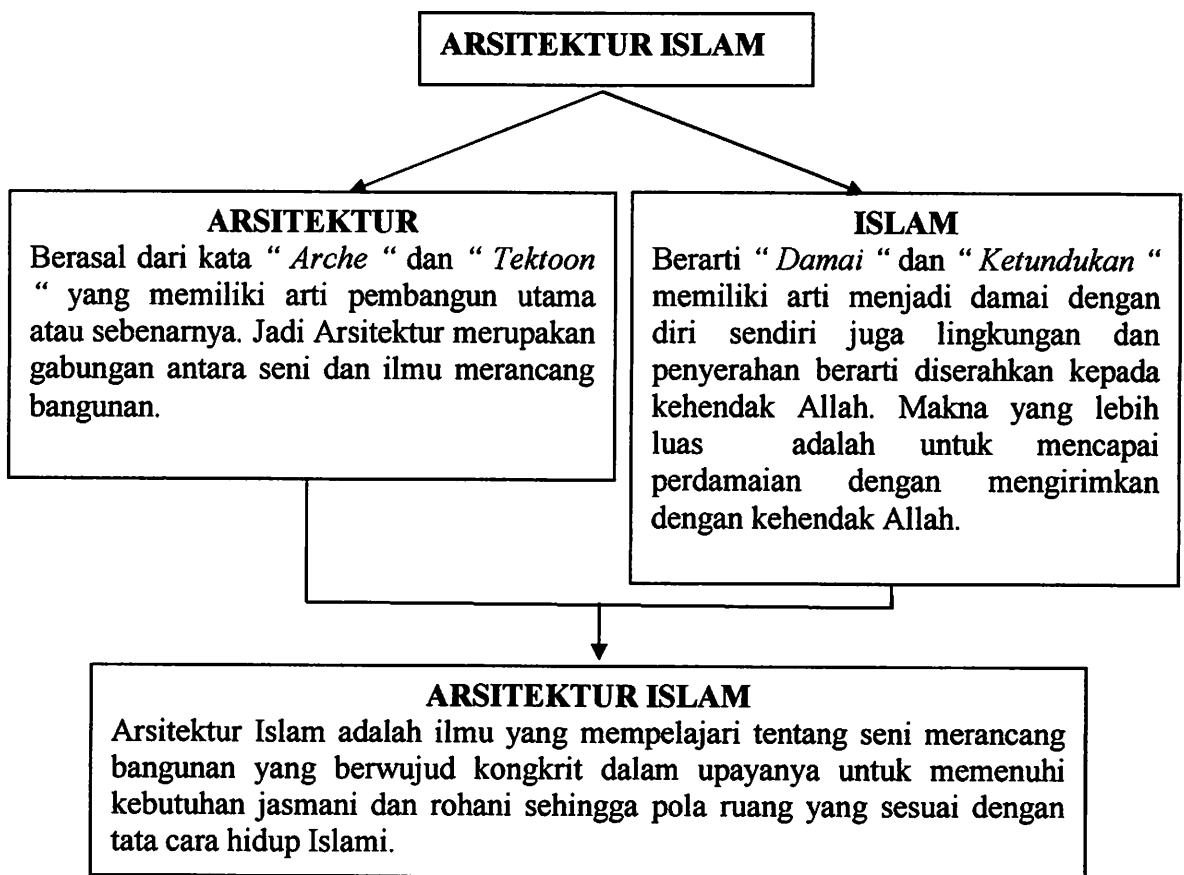 ARSITEKTUR ISLAM
ARSITEKTUR
Berasal dari kata “ Arche “ dan “ Tektoon
“ yang memiliki arti pembangun utama
atau sebenarnya. Jadi Arsitektur merupakan
gabungan antara seni dan ilmu merancang
bangunan.
ISLAM
Berarti “ Damai “ dan “ Ketundukan “
memiliki arti menjadi damai dengan
diri sendiri juga lingkungan dan
penyerahan berarti diserahkan kepada
kehendak Allah. Makna yang lebih
luas adalah untuk mencapai
perdamaian dengan mengirimkan
dengan kehendak Allah.
ARSITEKTUR ISLAM
Arsitektur Islam adalah ilmu yang mempelajari tentang seni merancang
bangunan yang berwujud kongkrit dalam upayanya untuk memenuhi
kebutuhan jasmani dan rohani sehingga pola ruang yang sesuai dengan
tata cara hidup Islami.